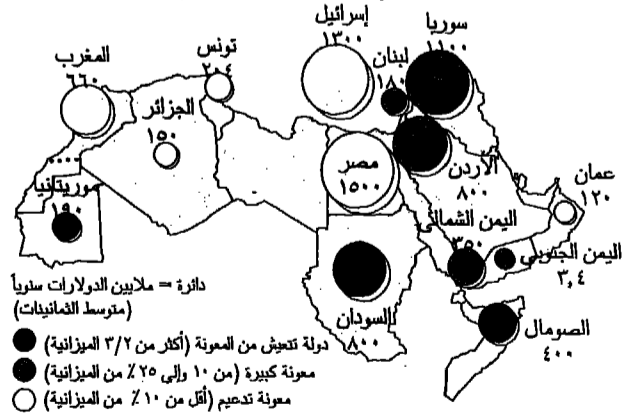 إسرائيل
١٣٠٠
سوريا
١١٠٠
تونس
٢٠٤
لبنان
١٨٠
المغرب
٦٦٠
الجزائر
١٥٠
مصر
١٥٠٠
الأردن
٨٠٠
عمان
١٢٠
موريتانيا
١٩٠
اليمن الشمالى
٣٥٠
اليمن الجنوبي
٣,٤
السودان
٨٠٠
الصومال
٤٠٠
دائرة = ملايين الدولارات سنوياً
(متوسط الثمانينات)
دولة تتعيش من المعونة (أكثر من ٣/٢ الميزانية)
معونة كبيرة (من ١٠ وإلى ٢٥ ٪ من الميزانية)
معونة تدعيم (أقل من ١٠ ٪ من الميزانية)